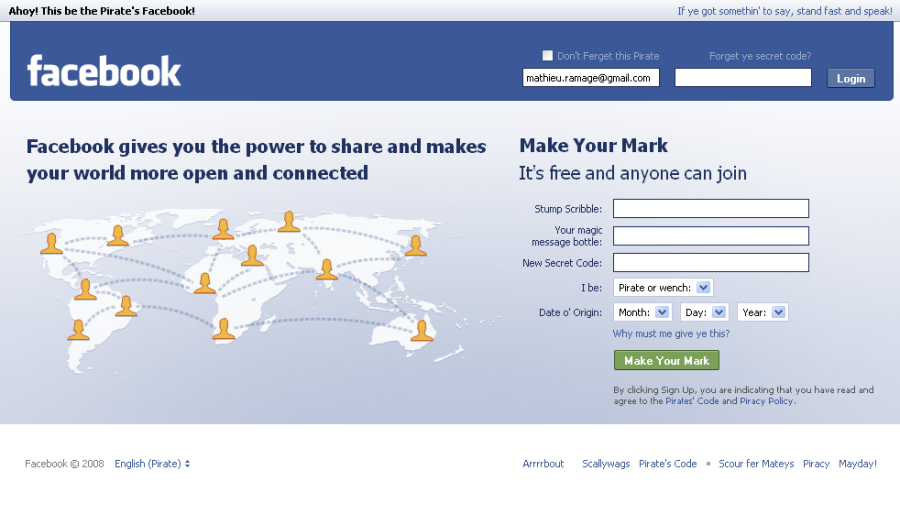 Ahoy! This be the Pirate's Facebook!
If ye got somethin' to say, stand fast and speak!
facebook
Don't Ferget this Pirate
Forget ye secret code?
mathieu.ramage@gmail.com
Login
Facebook gives you the power to share and makes
your world more open and connected
Make Your Mark
It's free and anyone can join
Stump Scribble:
Your magic
message bottle:
New Secret Code:
I be:
Pirate or wench:
Date o' Origin:
Month:
Day:
Year:
Why must me give ye this?
Make Your Mark
By clicking Sign Up, you are indicating that you have read and
agree to the Pirates' Code and Piracy Policy.
Facebook © 2008 English (Pirate)
Arrrrbout Scallywags Pirate's Code Scour fer Mateys Piracy Mayday!